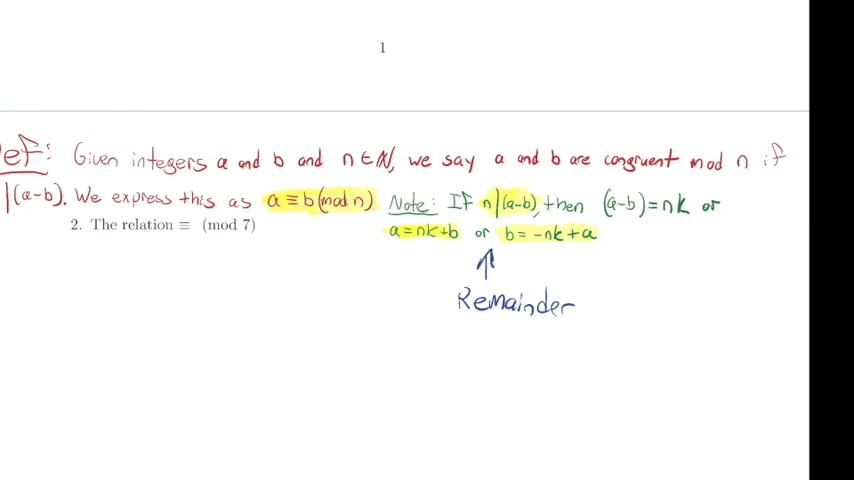 1
ef: Given integers a and b and n ∈ ℕ, we say a and b are congruent mod n if
|(a-b). We express this as a ≡ b (mod n) Note: If n|(a-b), then (a-b) = nk or
2. The relation ≡ (mod 7) a = nk + b or b = -nk + a
Remainder